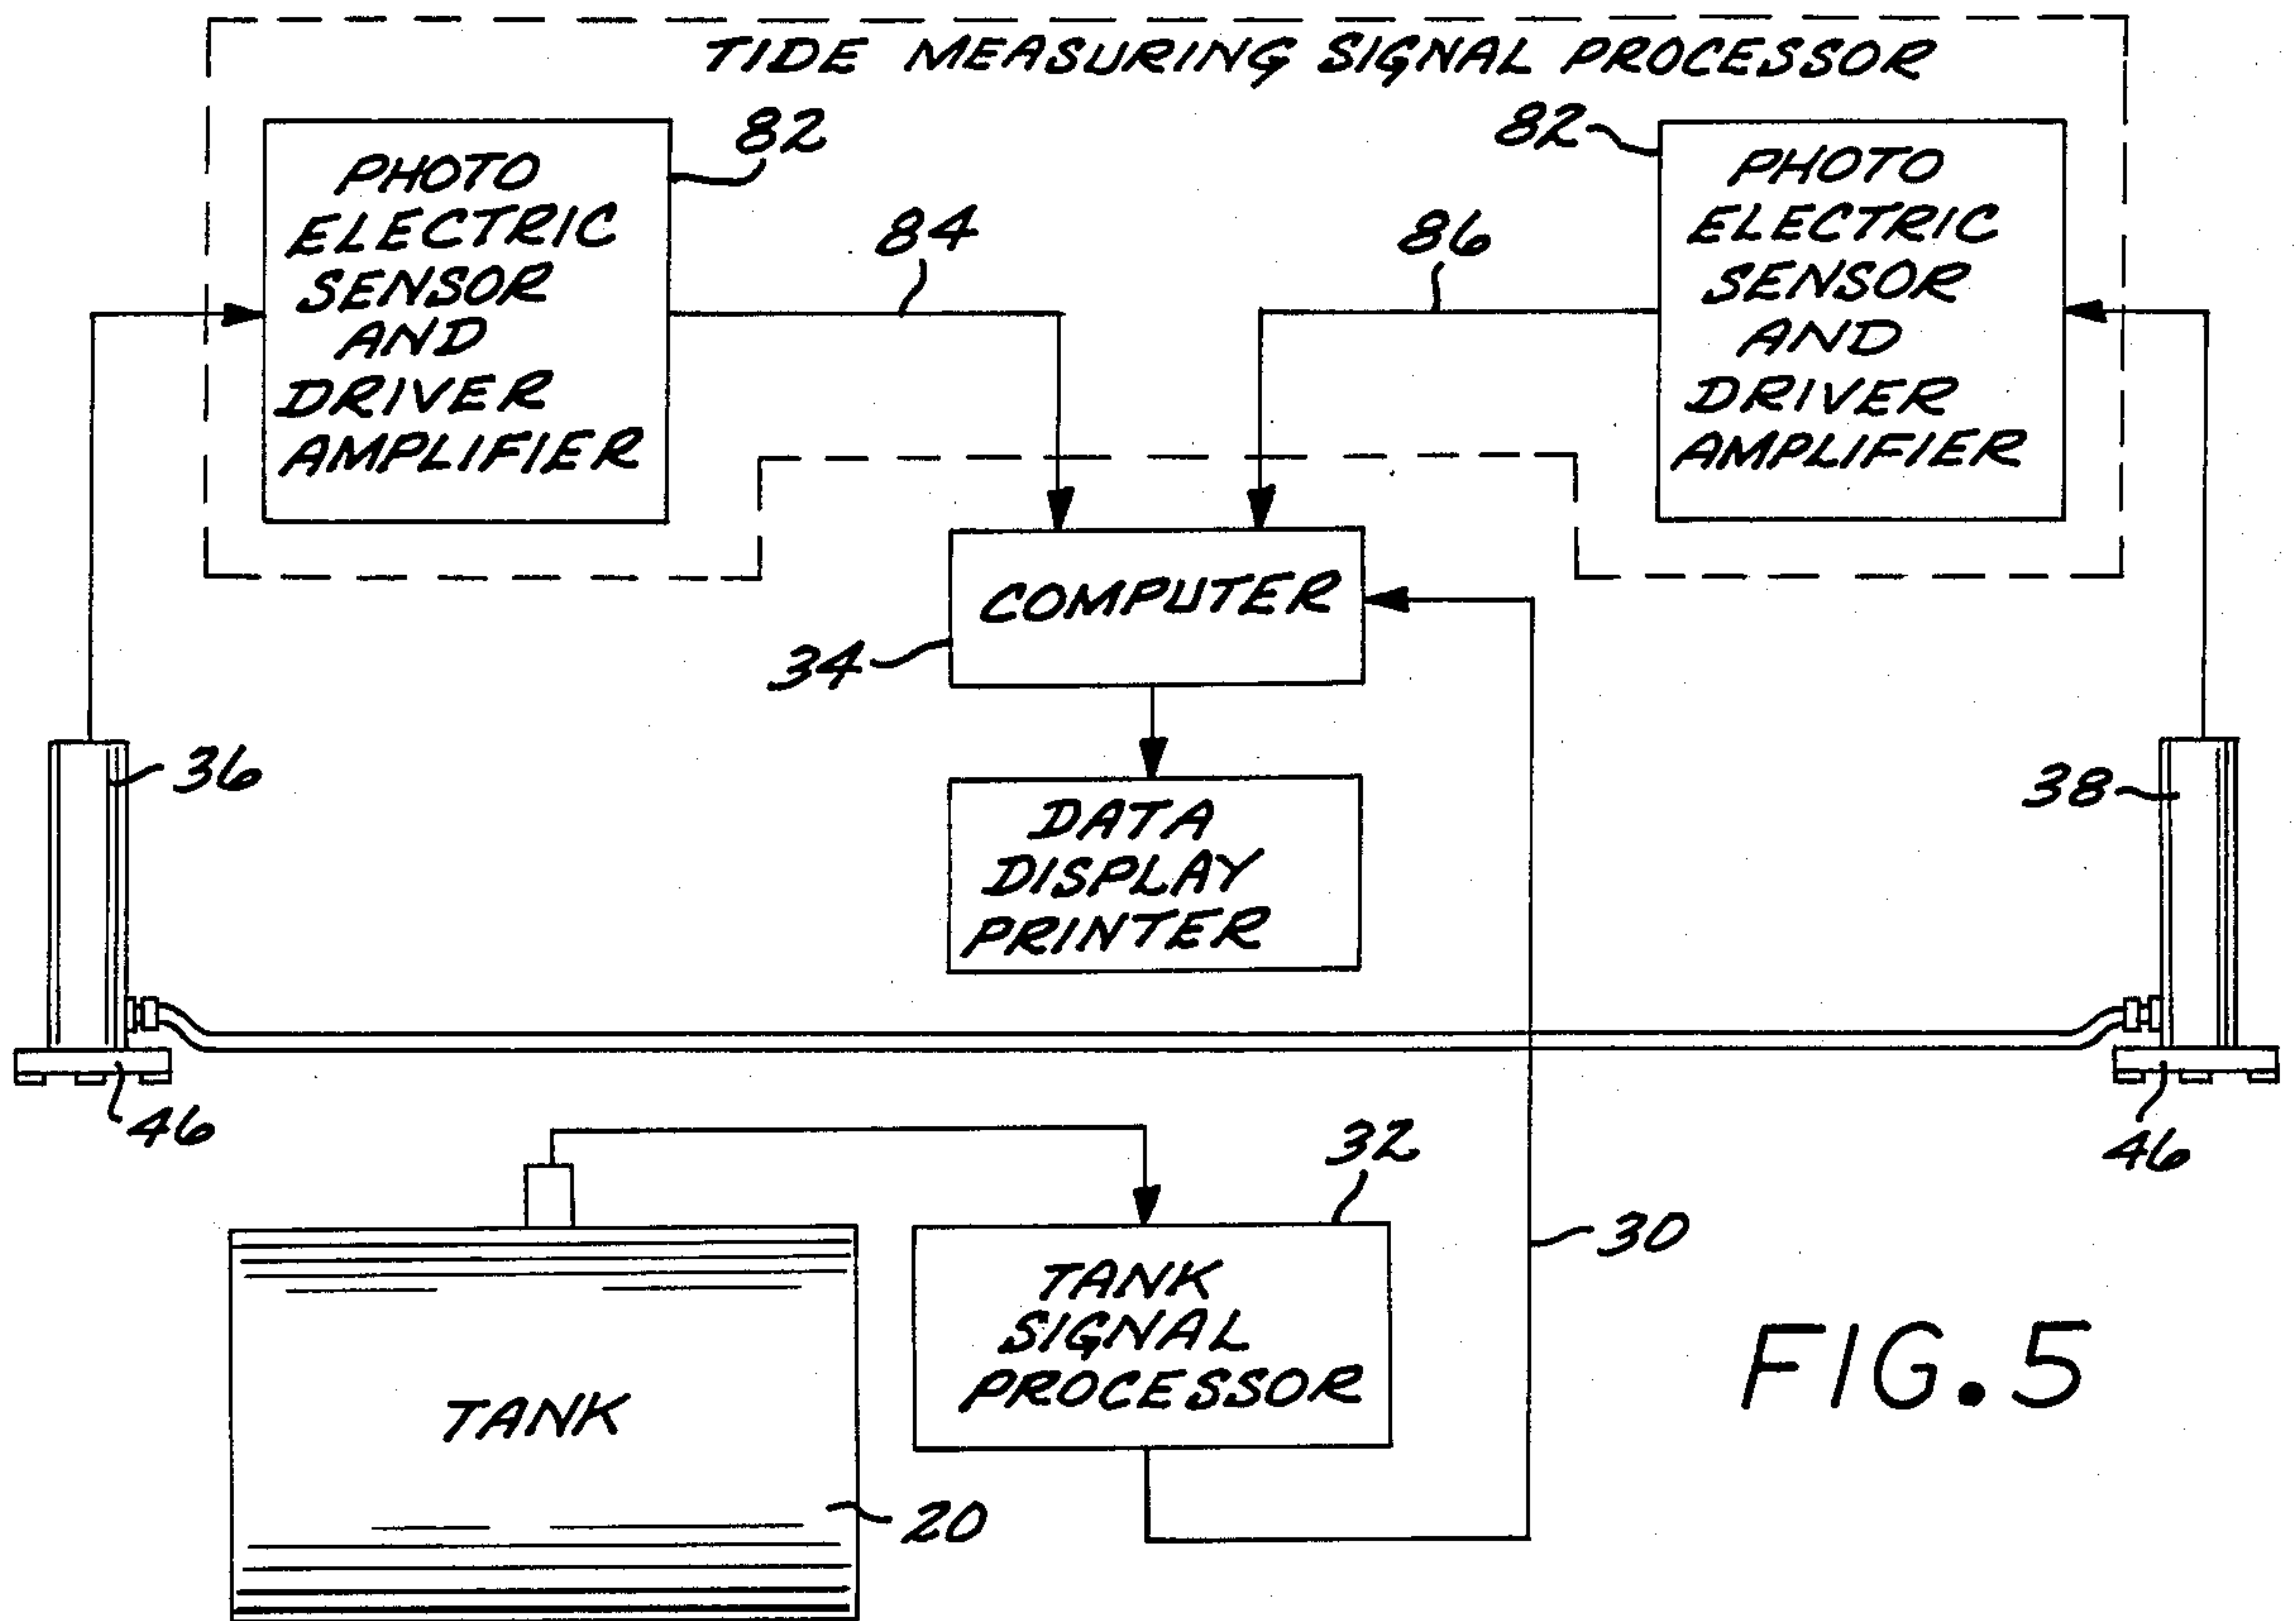 TIDE MEASURING SIGNAL PROCESSOR
82
PHOTO
ELECTRIC
SENSOR
AND
DRIVER
AMPLIFIER
84
86
82
PHOTO
ELECTRIC
SENSOR
AND
DRIVER
AMPLIFIER
COMPUTER
34
36
38
DATA
DISPLAY
PRINTER
46
46
32
30
TANK
SIGNAL
PROCESSOR
TANK
20
FIG. 5